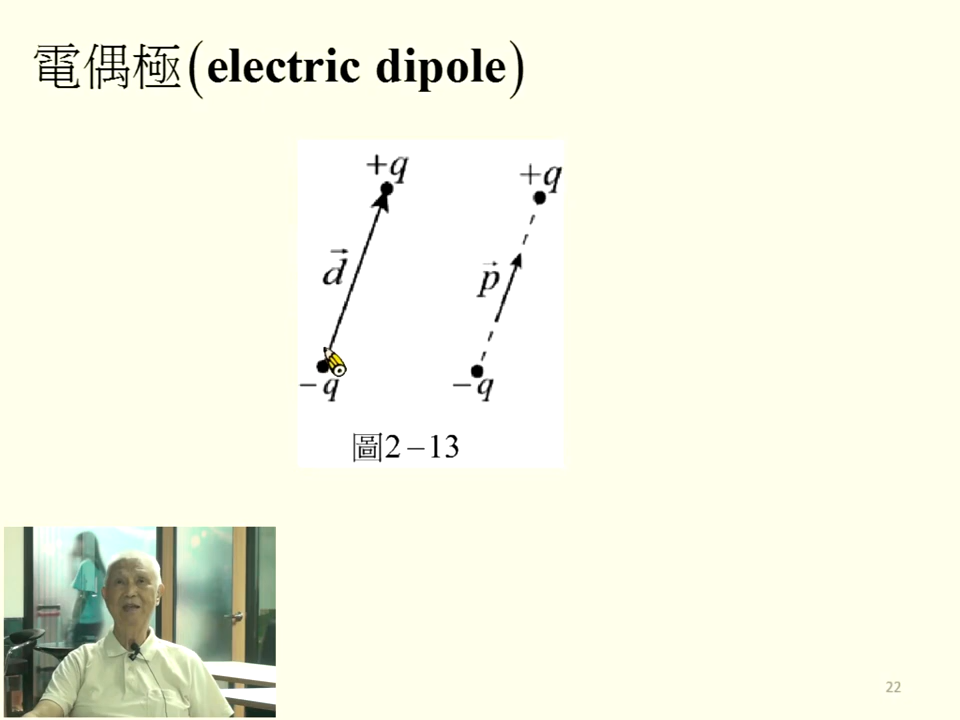 電偶極(electric dipole)
+q +q
d⃗ p⃗
−q −q
圖2–13
22